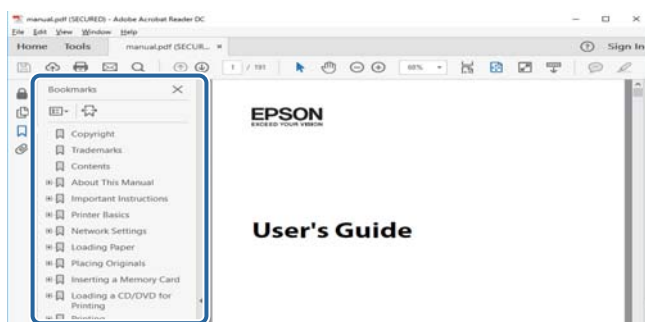 manual.pdf (SECURED) - Adobe Acrobat Reader DC
File Edit View Window Help
Home Tools manual.pdf (SECUR... × Sign In
1 / 191 68%
Bookmarks
Copyright
Trademarks
Contents
About This Manual
Important Instructions
Printer Basics
Network Settings
Loading Paper
Placing Originals
Inserting a Memory Card
Loading a CD/DVD for
Printing
Printing
EPSON
EXCEED YOUR VISION
User's Guide